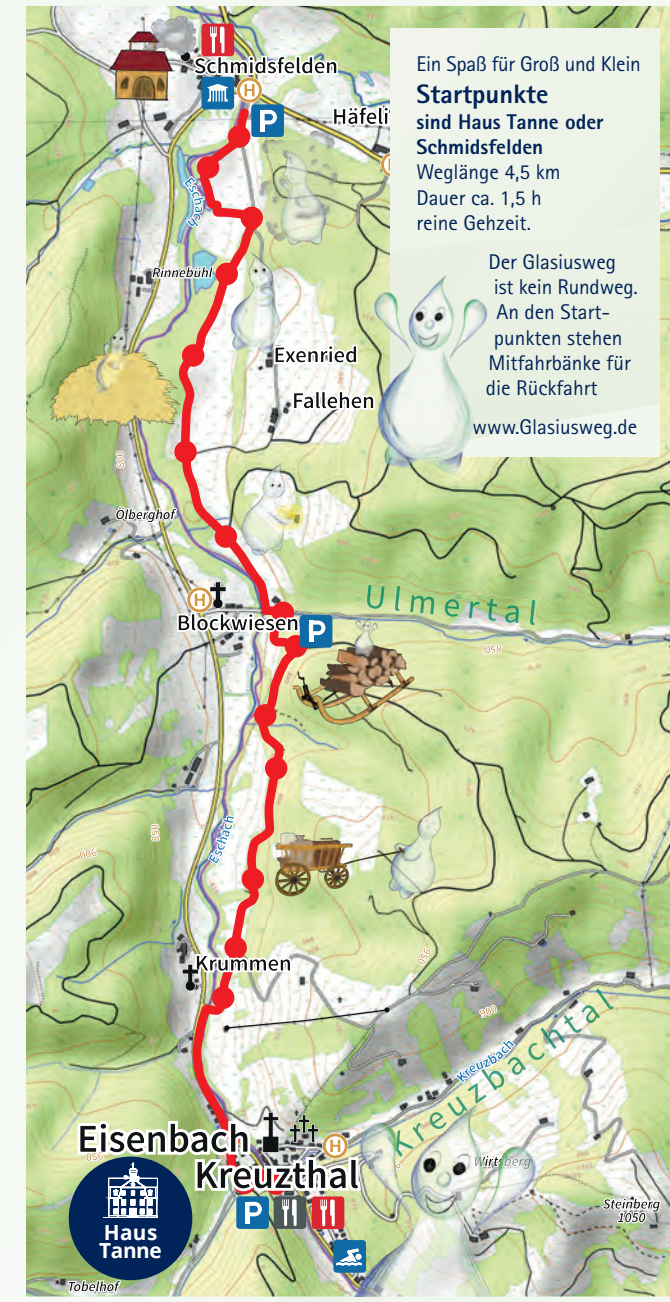 Schmidsfelden
H
P
Häfeli
Ein Spaß für Groß und Klein
Startpunkte
sind Haus Tanne oder
Schmidsfelden
Weglänge 4,5 km
Dauer ca. 1,5 h
reine Gehzeit.
Der Glasiusweg
ist kein Rundweg.
An den Start-
punkten stehen
Mitfahrbänke für
die Rückfahrt
www.Glasiusweg.de
Eschach
Rinnebühl
Exenried
Fallehen
Ölberghof
H
Blockwiesen
P
Ulmertal
850
Eschach
Krummen
Kreuzbach
Kreuzbachtal
Eisenbach
Kreuzthal
H
P
Haus
Tanne
Wirtsberg
Steinberg
1050
Tobelhof